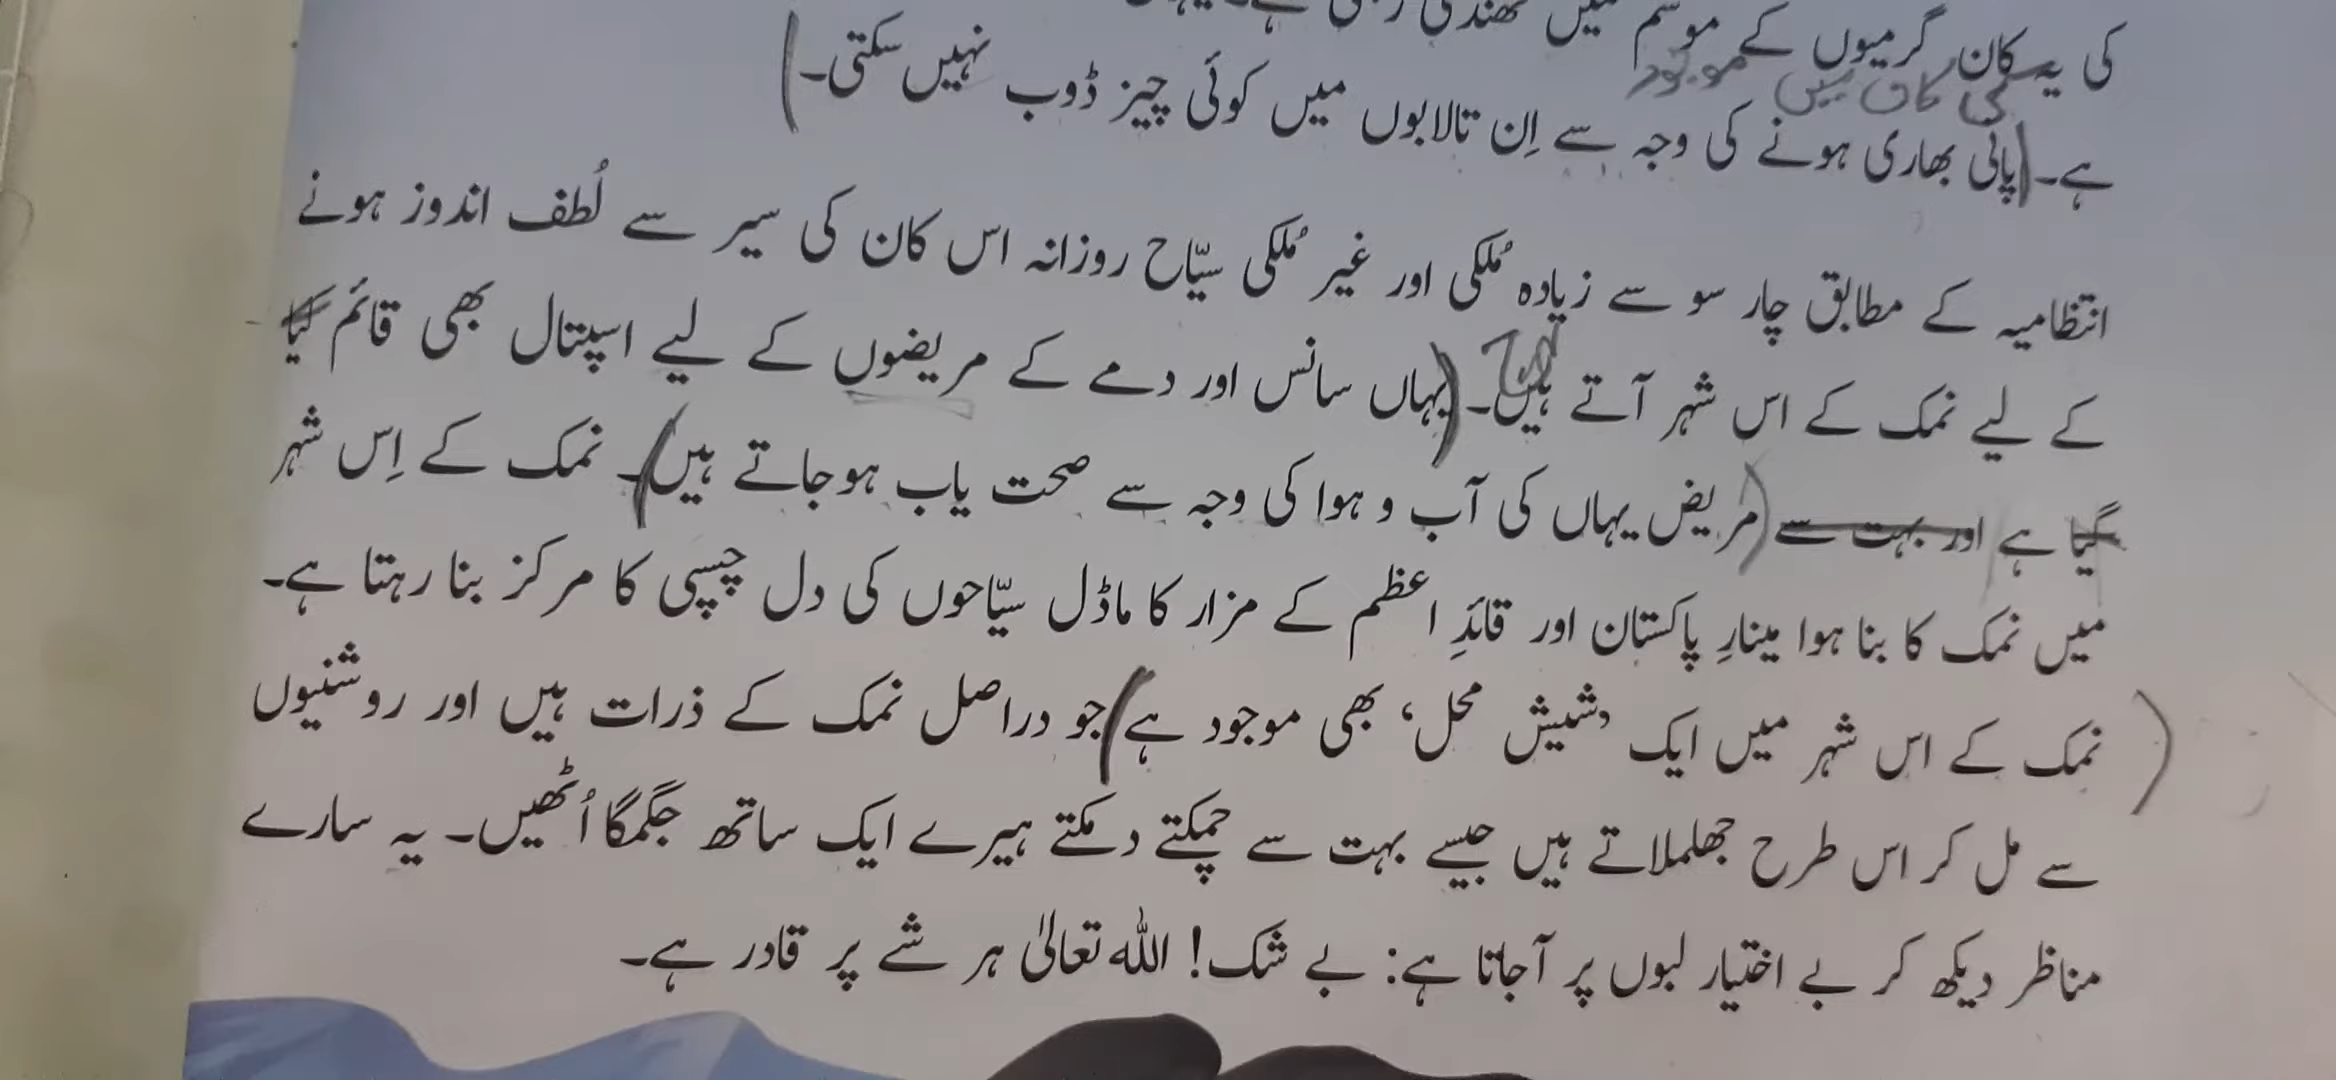 کی یہ کان گرمیوں کے موسم میں ٹھنڈی
کی کان میں موجود
ہے۔ (پانی بھاری ہونے کی وجہ سے اِن تالابوں میں کوئی چیز ڈوب نہیں سکتی۔)
انتظامیہ کے مطابق چار سو سے زیادہ مُلکی اور غیر مُلکی سیّاح روزانہ اس کان کی سیر سے لُطف اندوز ہونے
کے لیے نمک کے اس شہر آتے ہیں۔ (یہاں سانس اور دمے کے مریضوں کے لیے اسپتال بھی قائم کیا
گیا ہے اور بہت سے (مریض یہاں کی آب و ہوا کی وجہ سے صحت یاب ہوجاتے ہیں)۔ نمک کے اِس شہر
میں نمک کا بنا ہوا مینارِ پاکستان اور قائدِ اعظم کے مزار کا ماڈل سیّاحوں کی دل چسپی کا مرکز بنا رہتا ہے۔
(نمک کے اس شہر میں ایک ’شیش محل‘ بھی موجود ہے) جو دراصل نمک کے ذرات ہیں اور روشنیوں
سے مل کر اس طرح جھلملاتے ہیں جیسے بہت سے چمکتے دمکتے ہیرے ایک ساتھ جگمگا اُٹھیں۔ یہ سارے
مناظر دیکھ کر بے اختیار لبوں پر آجاتا ہے: بے شک! اللہ تعالیٰ ہر شے پر قادر ہے۔